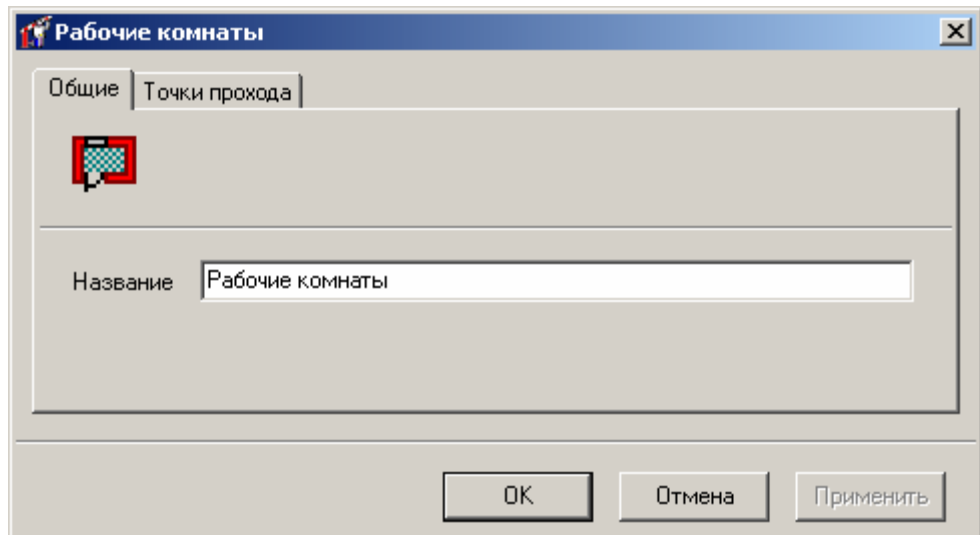 Рабочие комнаты
Общие Точки прохода
Название Рабочие комнаты
OK Отмена Применить